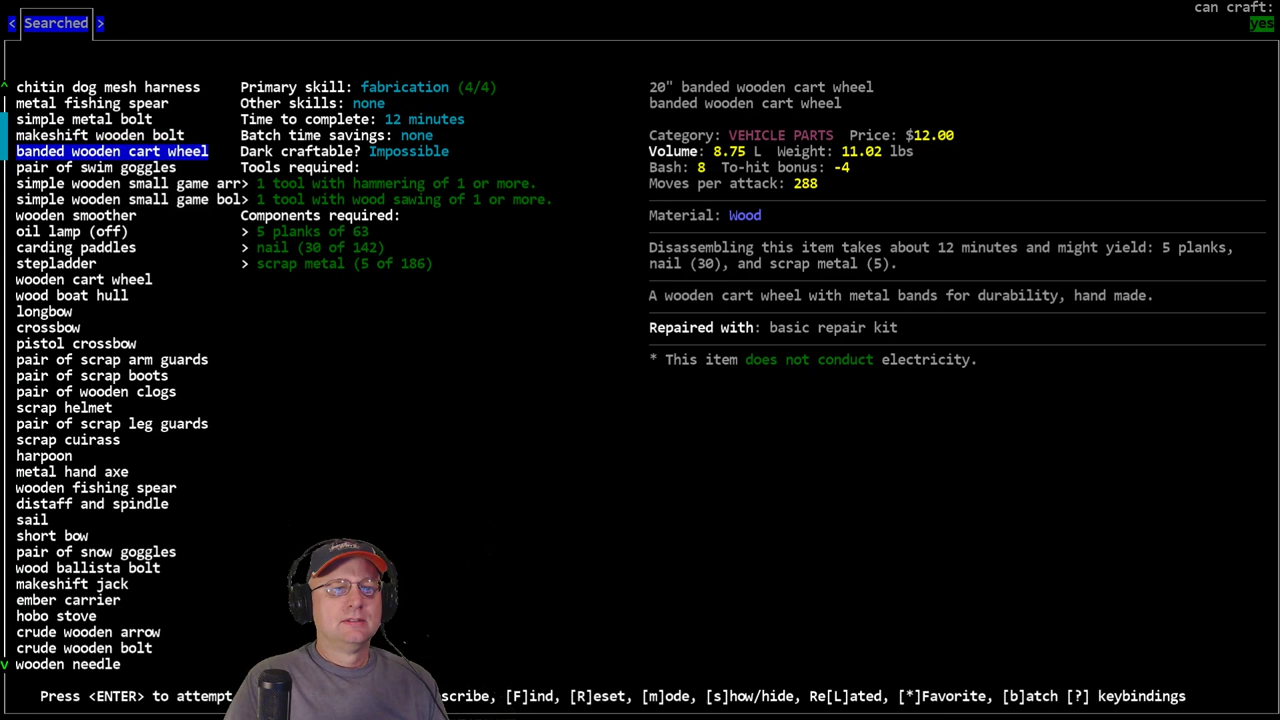 can craft:
< Searched >
yes
^ chitin dog mesh harness
metal fishing spear
simple metal bolt
makeshift wooden bolt
banded wooden cart wheel
pair of swim goggles
simple wooden small game arr>
simple wooden small game bol>
wooden smoother
oil lamp (off)
carding paddles
stepladder
wooden cart wheel
wood boat hull
longbow
crossbow
pistol crossbow
pair of scrap arm guards
pair of scrap boots
pair of wooden clogs
scrap helmet
pair of scrap leg guards
scrap cuirass
harpoon
metal hand axe
wooden fishing spear
distaff and spindle
sail
short bow
pair of snow goggles
wood ballista bolt
makeshift jack
ember carrier
hobo stove
crude wooden arrow
crude wooden bolt
v wooden needle
Primary skill: fabrication (4/4)
Other skills: none
Time to complete: 12 minutes
Batch time savings: none
Dark craftable? Impossible
Tools required:
1 tool with hammering of 1 or more.
1 tool with wood sawing of 1 or more.
Components required:
> 5 planks of 63
> nail (30 of 142)
> scrap metal (5 of 186)
20" banded wooden cart wheel
banded wooden cart wheel
Category: VEHICLE PARTS Price: $12.00
Volume: 8.75 L Weight: 11.02 lbs
Bash: 8 To-hit bonus: -4
Moves per attack: 288
Material: Wood
Disassembling this item takes about 12 minutes and might yield: 5 planks,
nail (30), and scrap metal (5).
A wooden cart wheel with metal bands for durability, hand made.
Repaired with: basic repair kit
* This item does not conduct electricity.
Press <ENTER> to attempt scribe, [F]ind, [R]eset, [m]ode, [s]how/hide, Re[L]ated, [*]Favorite, [b]atch [?] keybindings